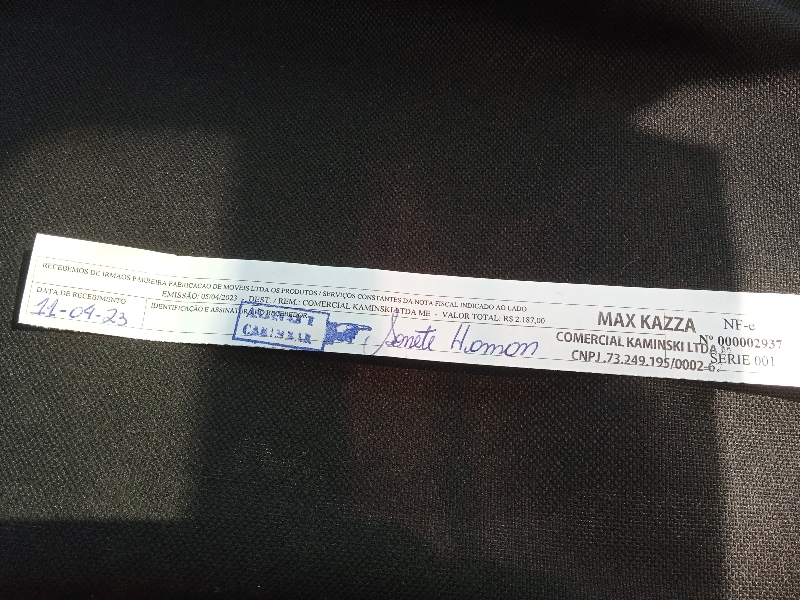 RECEBEMOS DE IRMAOS PARREIRA FABRICACAO DE MOVEIS LTDA OS PRODUTOS / SERVIÇOS CONSTANTES DA NOTA FISCAL INDICADO AO LADO
EMISSÃO: 05/04/2023 - DEST. / REM.: COMERCIAL KAMINSKI LTDA ME - VALOR TOTAL: R$ 2.187,00
DATA DE RECEBIMENTO
11-04-23
IDENTIFICAÇÃO E ASSINATURA DO RECEBEDOR
CARIMBAR
MAX KAZZA
COMERCIAL KAMINSKI LTDA
CNPJ.73.249.195/0002-6
NF-e
Nº 000002937
SÉRIE 001